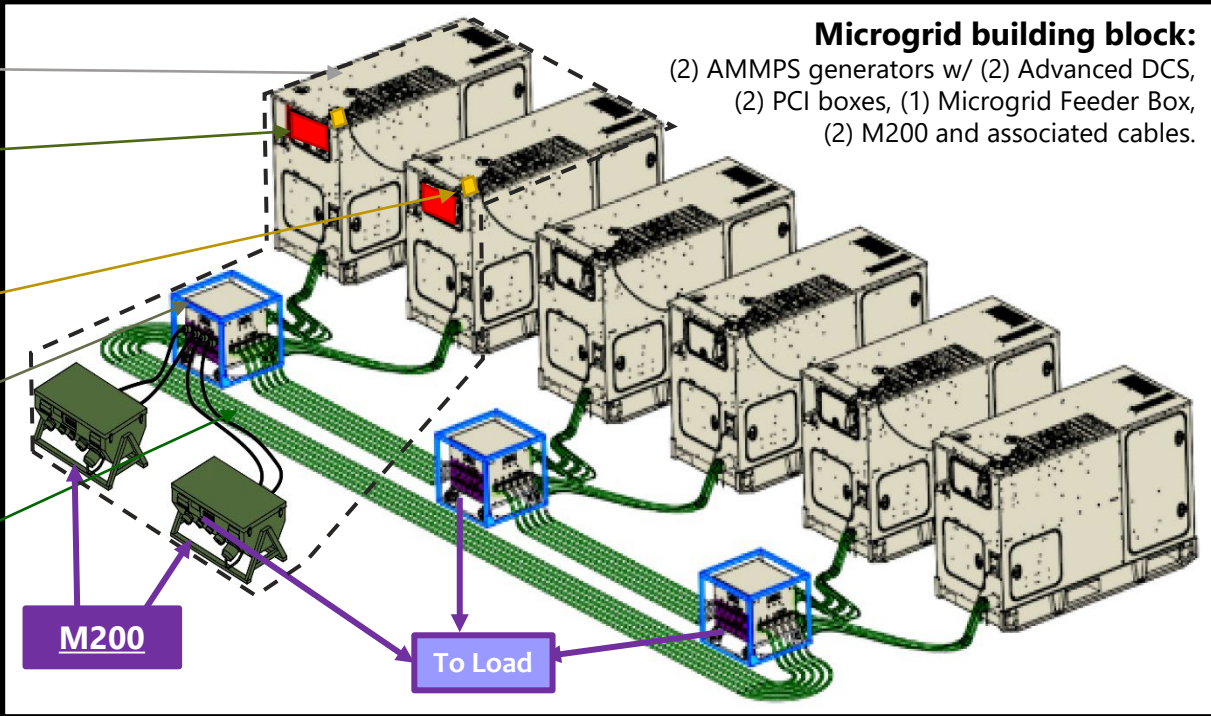 Microgrid building block:
(2) AMMPS generators w/ (2) Advanced DCS,
(2) PCI boxes, (1) Microgrid Feeder Box,
(2) M200 and associated cables.
M200
To Load